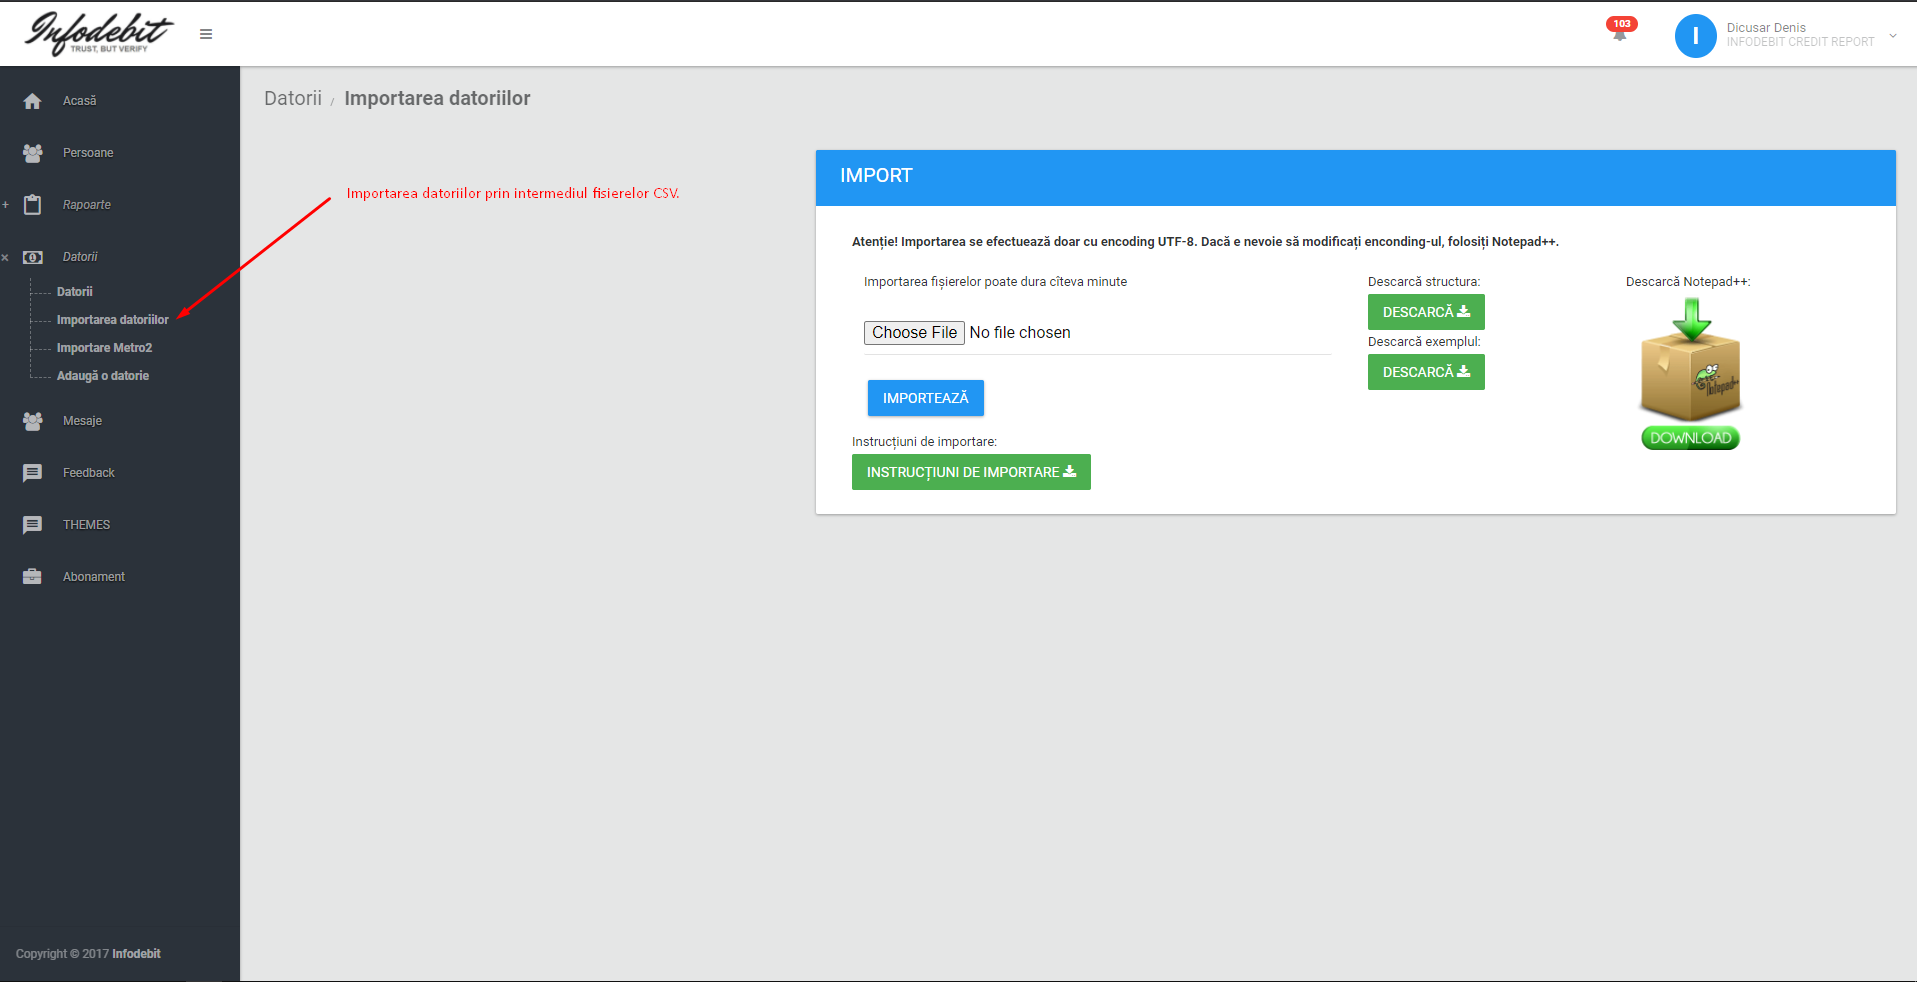 Infodebit
TRUST, BUT VERIFY
103
I
Dicusar Denis
INFODEBIT CREDIT REPORT
Acasă
Persoane
+ Rapoarte
× Datorii
Datorii
Importarea datoriilor
Importare Metro2
Adaugă o datorie
Mesaje
Feedback
THEMES
Abonament
Copyright © 2017 Infodebit
Datorii / Importarea datoriilor
Importarea datoriilor prin intermediul fisierelor CSV.
IMPORT
Atenție! Importarea se efectuează doar cu encoding UTF-8. Dacă e nevoie să modificați enconding-ul, folosiți Notepad++.
Importarea fișierelor poate dura cîteva minute
Choose File No file chosen
IMPORTEAZĂ
Instrucțiuni de importare:
INSTRUCȚIUNI DE IMPORTARE
Descarcă structura:
DESCARCĂ
Descarcă exemplul:
DESCARCĂ
Descarcă Notepad++:
Notepad++
DOWNLOAD